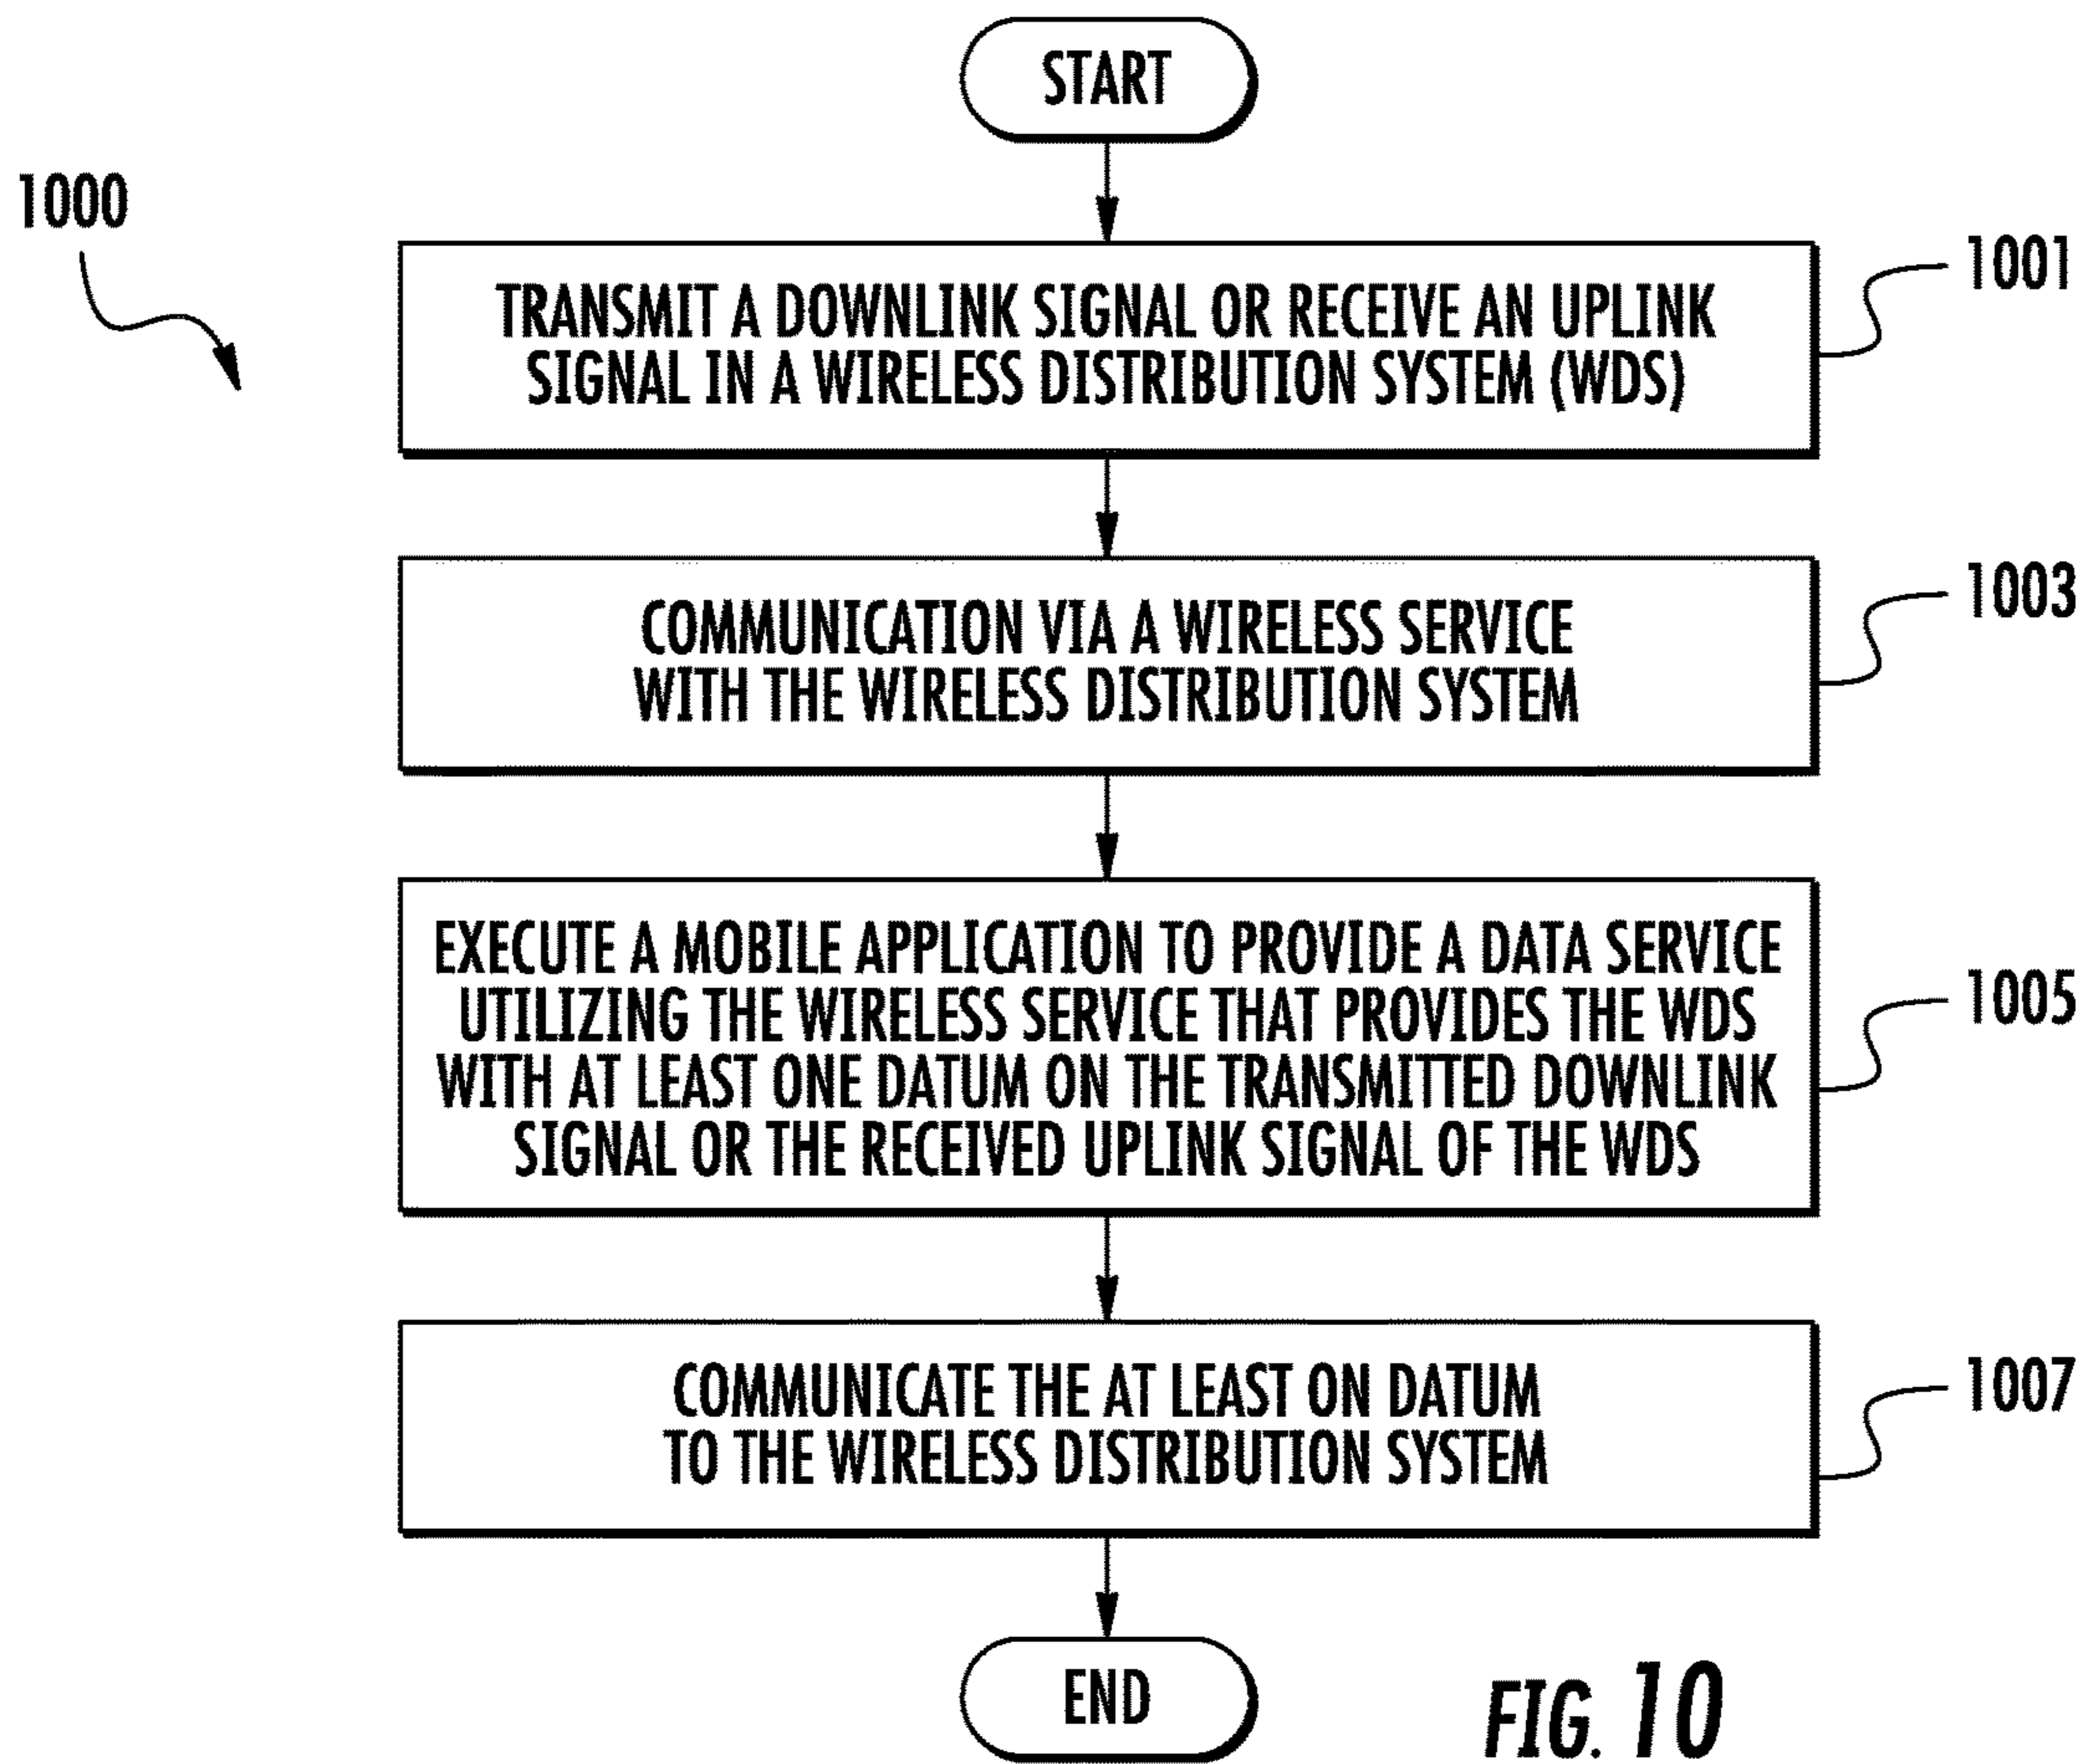 START
1000
TRANSMIT A DOWNLINK SIGNAL OR RECEIVE AN UPLINK
SIGNAL IN A WIRELESS DISTRIBUTION SYSTEM (WDS)
1001
COMMUNICATION VIA A WIRELESS SERVICE
WITH THE WIRELESS DISTRIBUTION SYSTEM
1003
EXECUTE A MOBILE APPLICATION TO PROVIDE A DATA SERVICE
UTILIZING THE WIRELESS SERVICE THAT PROVIDES THE WDS
WITH AT LEAST ONE DATUM ON THE TRANSMITTED DOWNLINK
SIGNAL OR THE RECEIVED UPLINK SIGNAL OF THE WDS
1005
COMMUNICATE THE AT LEAST ON DATUM
TO THE WIRELESS DISTRIBUTION SYSTEM
1007
END
FIG. 10